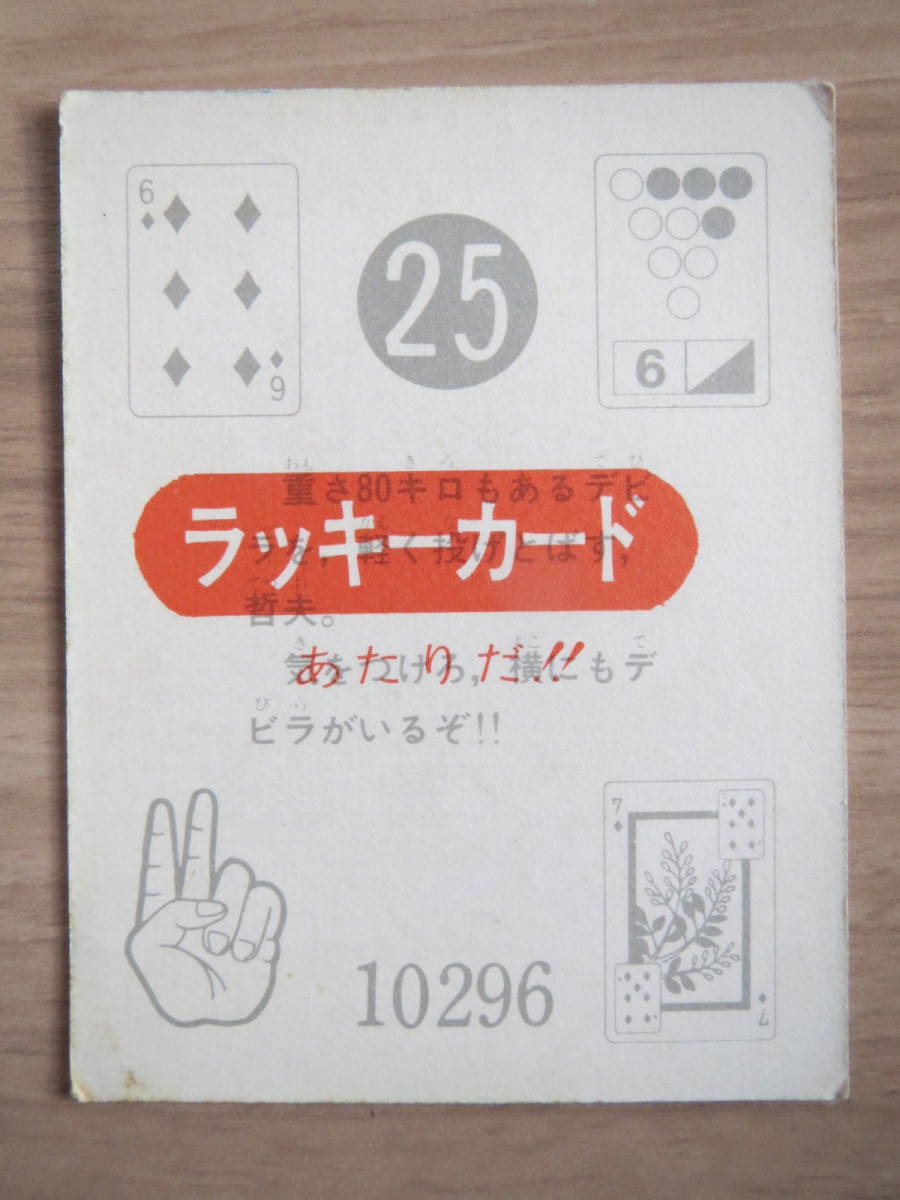 6
25
6
9
重さ80キロもあるデビ
ラを,軽く投げとばす,
哲夫。
気をつけろ,横にもデ
ビラがいるぞ!!
ラッキーカード
あたりだ!!
7
10296
7